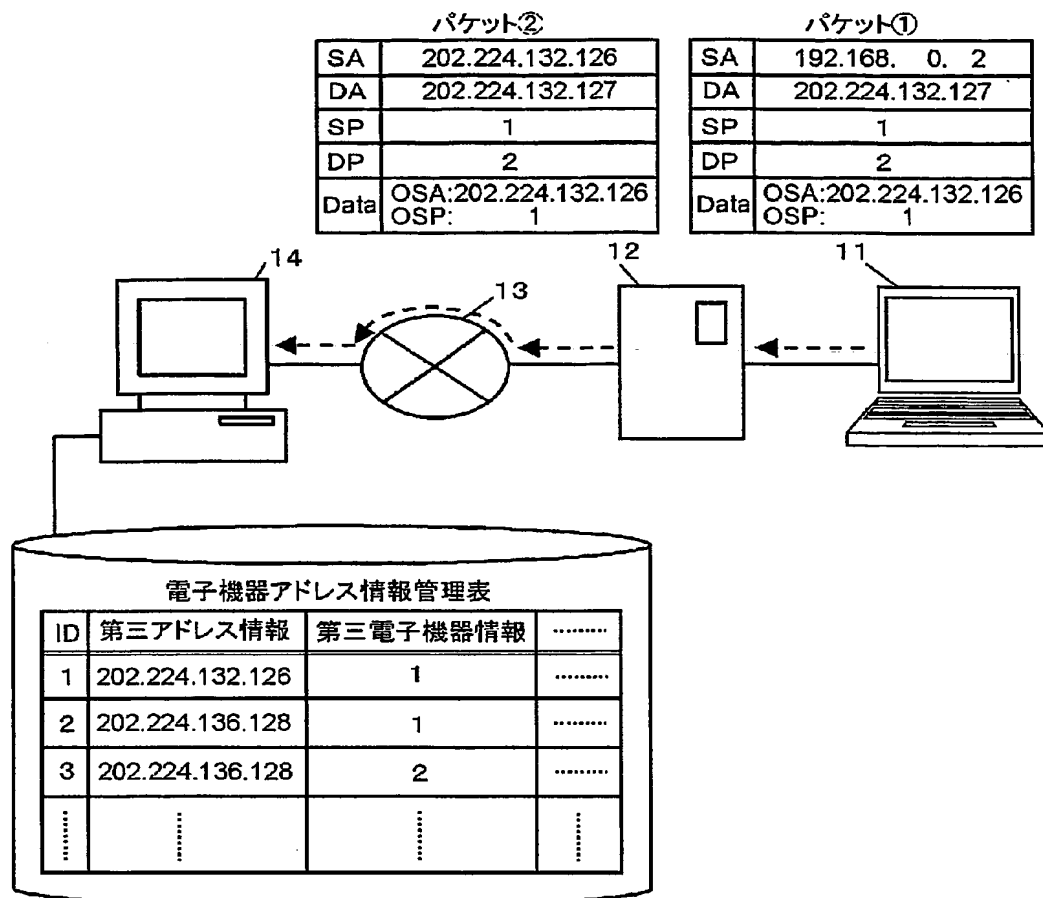 パケット②
SA 202.224.132.126
DA 202.224.132.127
SP 1
DP 2
Data OSA:202.224.132.126
OSP: 1
パケット①
SA 192.168. 0. 2
DA 202.224.132.127
SP 1
DP 2
Data OSA:202.224.132.126
OSP: 1
14
13
12
11
電子機器アドレス情報管理表
ID 第三アドレス情報 第三電子機器情報 ………
1 202.224.132.126 1 ………
2 202.224.136.128 1 ………
3 202.224.136.128 2 ………